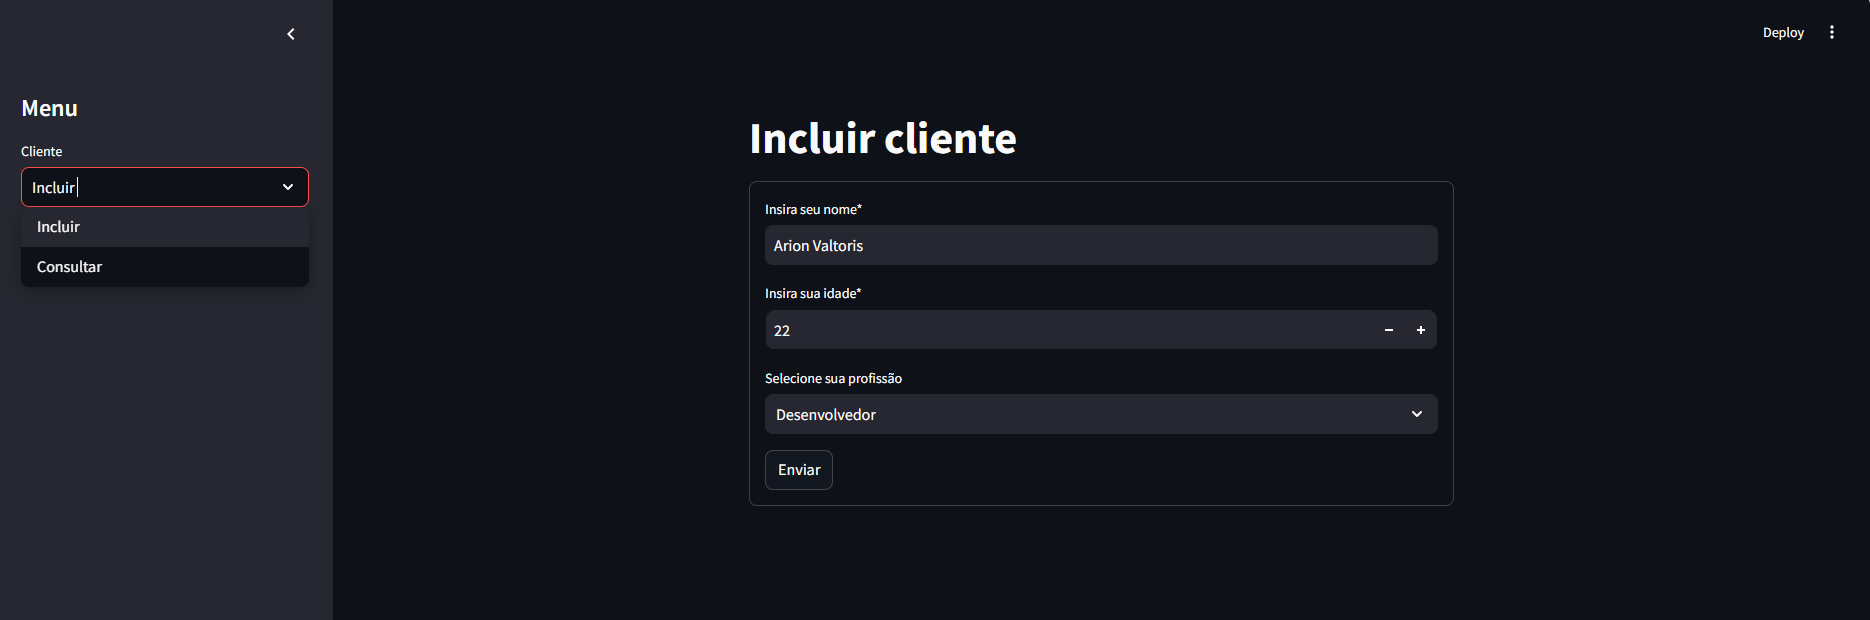 Deploy
Menu
Cliente
Incluir
Incluir
Consultar
Incluir cliente
Insira seu nome*
Arion Valtoris
Insira sua idade*
22
Selecione sua profissão
Desenvolvedor
Enviar